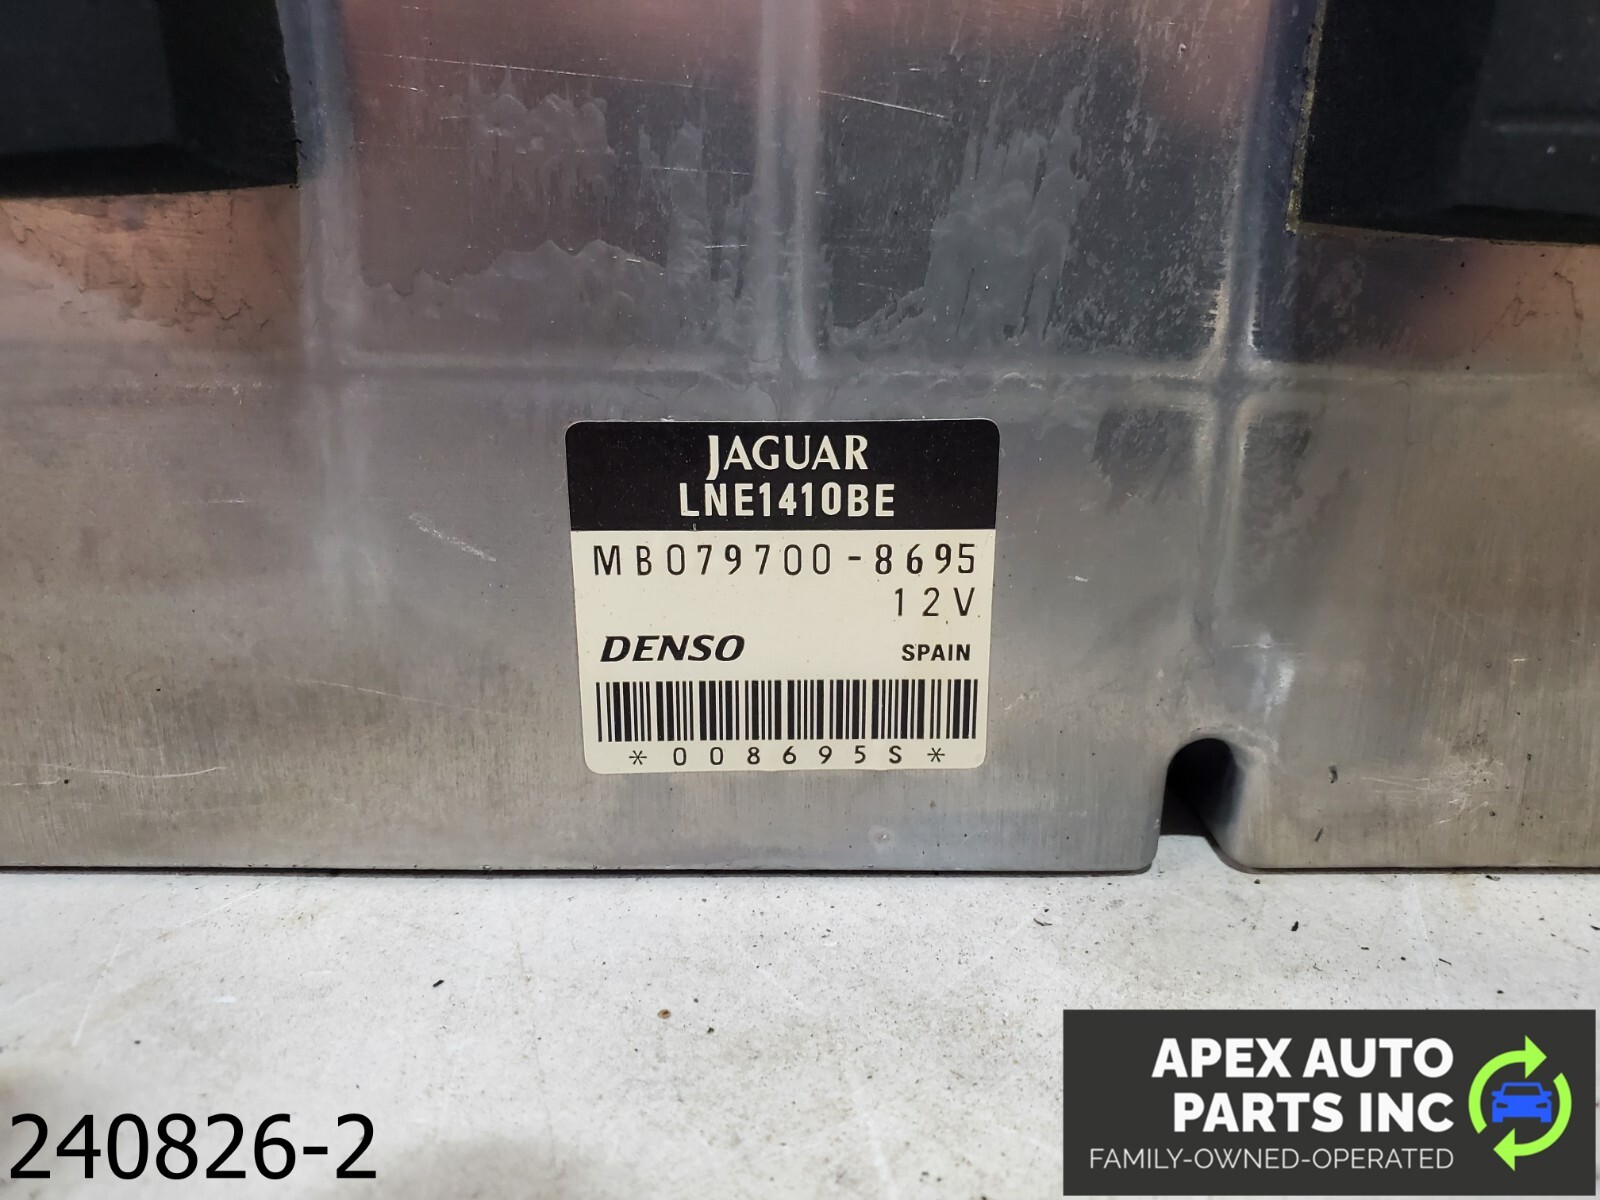 JAGUAR
LNE1410BE
MB079700-8695
12V
DENSO SPAIN
*008695S*
240826-2
APEX AUTO
PARTS INC
FAMILY-OWNED-OPERATED